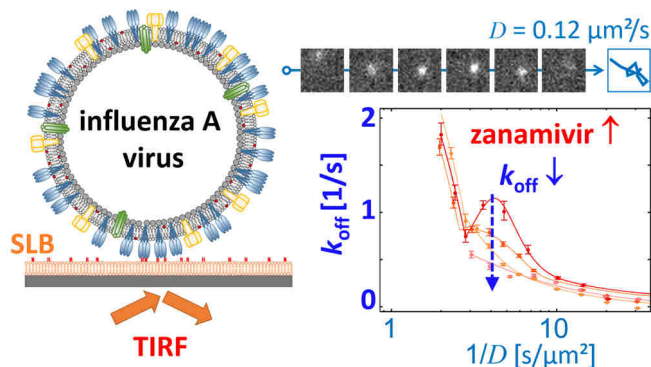 influenza A
virus
SLB
TIRF
D = 0.12 µm²/s
zanamivir ↑
k_off ↓
k_off [1/s]
2
1
0
1
10
1/D [s/µm²]